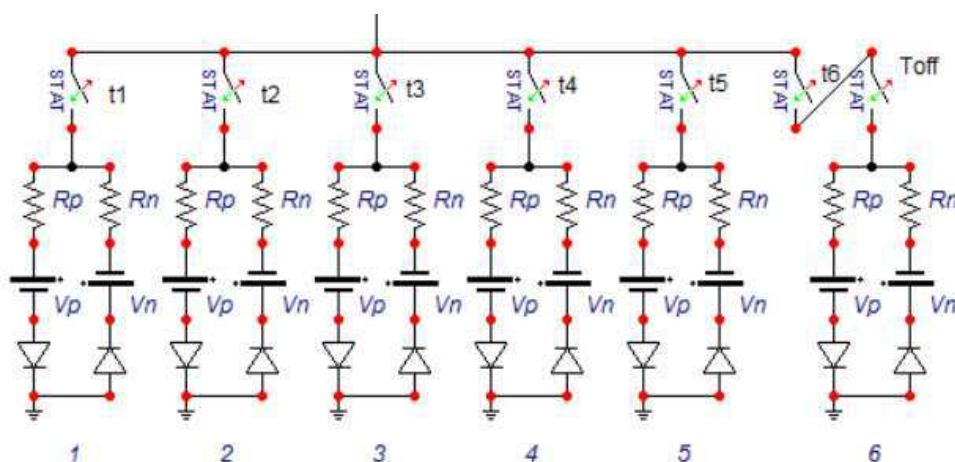 STAT t1 STAT t2 STAT t3 STAT t4 STAT t5 STAT t6 STAT Toff
Rp Rn Rp Rn Rp Rn Rp Rn Rp Rn Rp Rn
+ + + + + + + + + + + +
Vp Vn Vp Vn Vp Vn Vp Vn Vp Vn Vp Vn
1 2 3 4 5 6